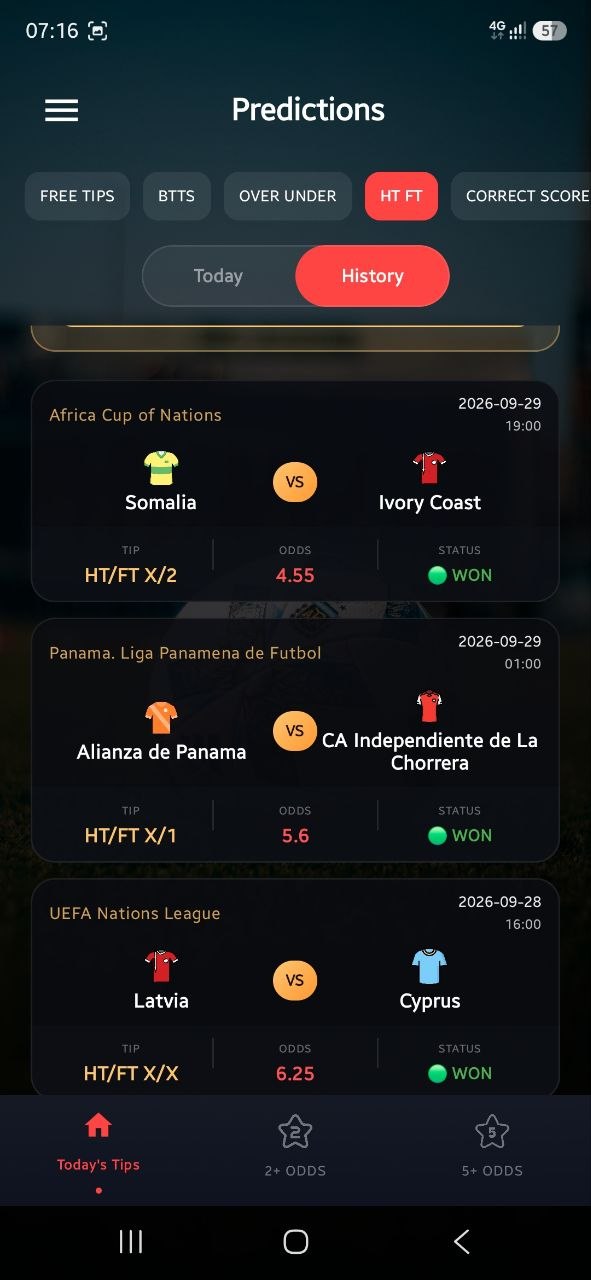 07:16
4G
57
Predictions
FREE TIPS
BTTS
OVER UNDER
HT FT
CORRECT SCORE
Today
History
Africa Cup of Nations
2026-09-29
19:00
Somalia
VS
Ivory Coast
TIP
ODDS
STATUS
HT/FT X/2
4.55
WON
Panama. Liga Panamena de Futbol
2026-09-29
01:00
Alianza de Panama
VS
CA Independiente de La
Chorrera
TIP
ODDS
STATUS
HT/FT X/1
5.6
WON
UEFA Nations League
2026-09-28
16:00
Latvia
VS
Cyprus
TIP
ODDS
STATUS
HT/FT X/X
6.25
WON
2
5
Today's Tips
2+ ODDS
5+ ODDS